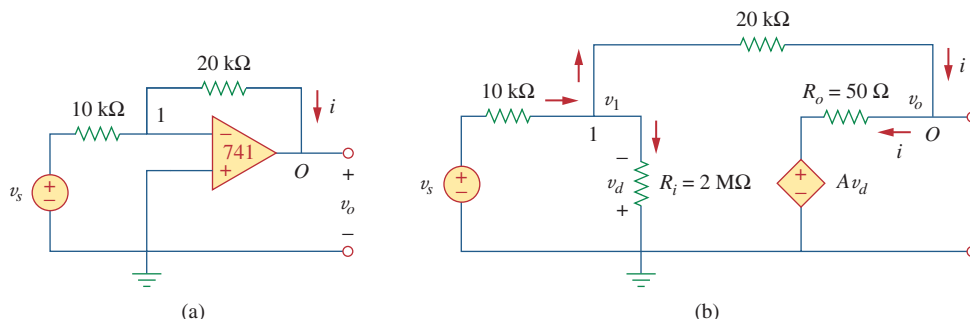 20 kΩ
10 kΩ
i
1
−
741
+
O
+
v_s
+
−
v_o
−
(a)
20 kΩ
i
10 kΩ
v_1
R_o = 50 Ω
v_o
1
O
i
−
v_s
+
−
v_d
R_i = 2 MΩ
+
+
−
Av_d
(b)